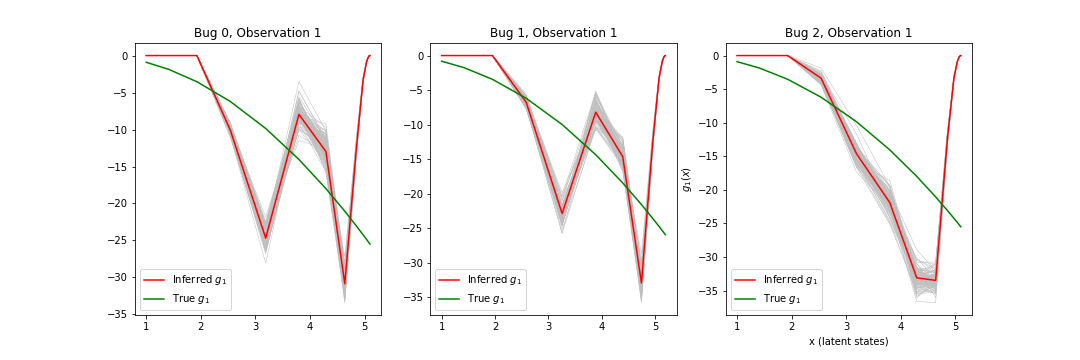 Bug 0, Observation 1
0
−5
−10
−15
−20
−25
−30
−35
1 2 3 4 5
Inferred g₁
True g₁
Bug 1, Observation 1
0
−5
−10
−15
−20
−25
−30
−35
1 2 3 4 5
Inferred g₁
True g₁
Bug 2, Observation 1
g₁(x)
0
−5
−10
−15
−20
−25
−30
−35
1 2 3 4 5
x (latent states)
Inferred g₁
True g₁